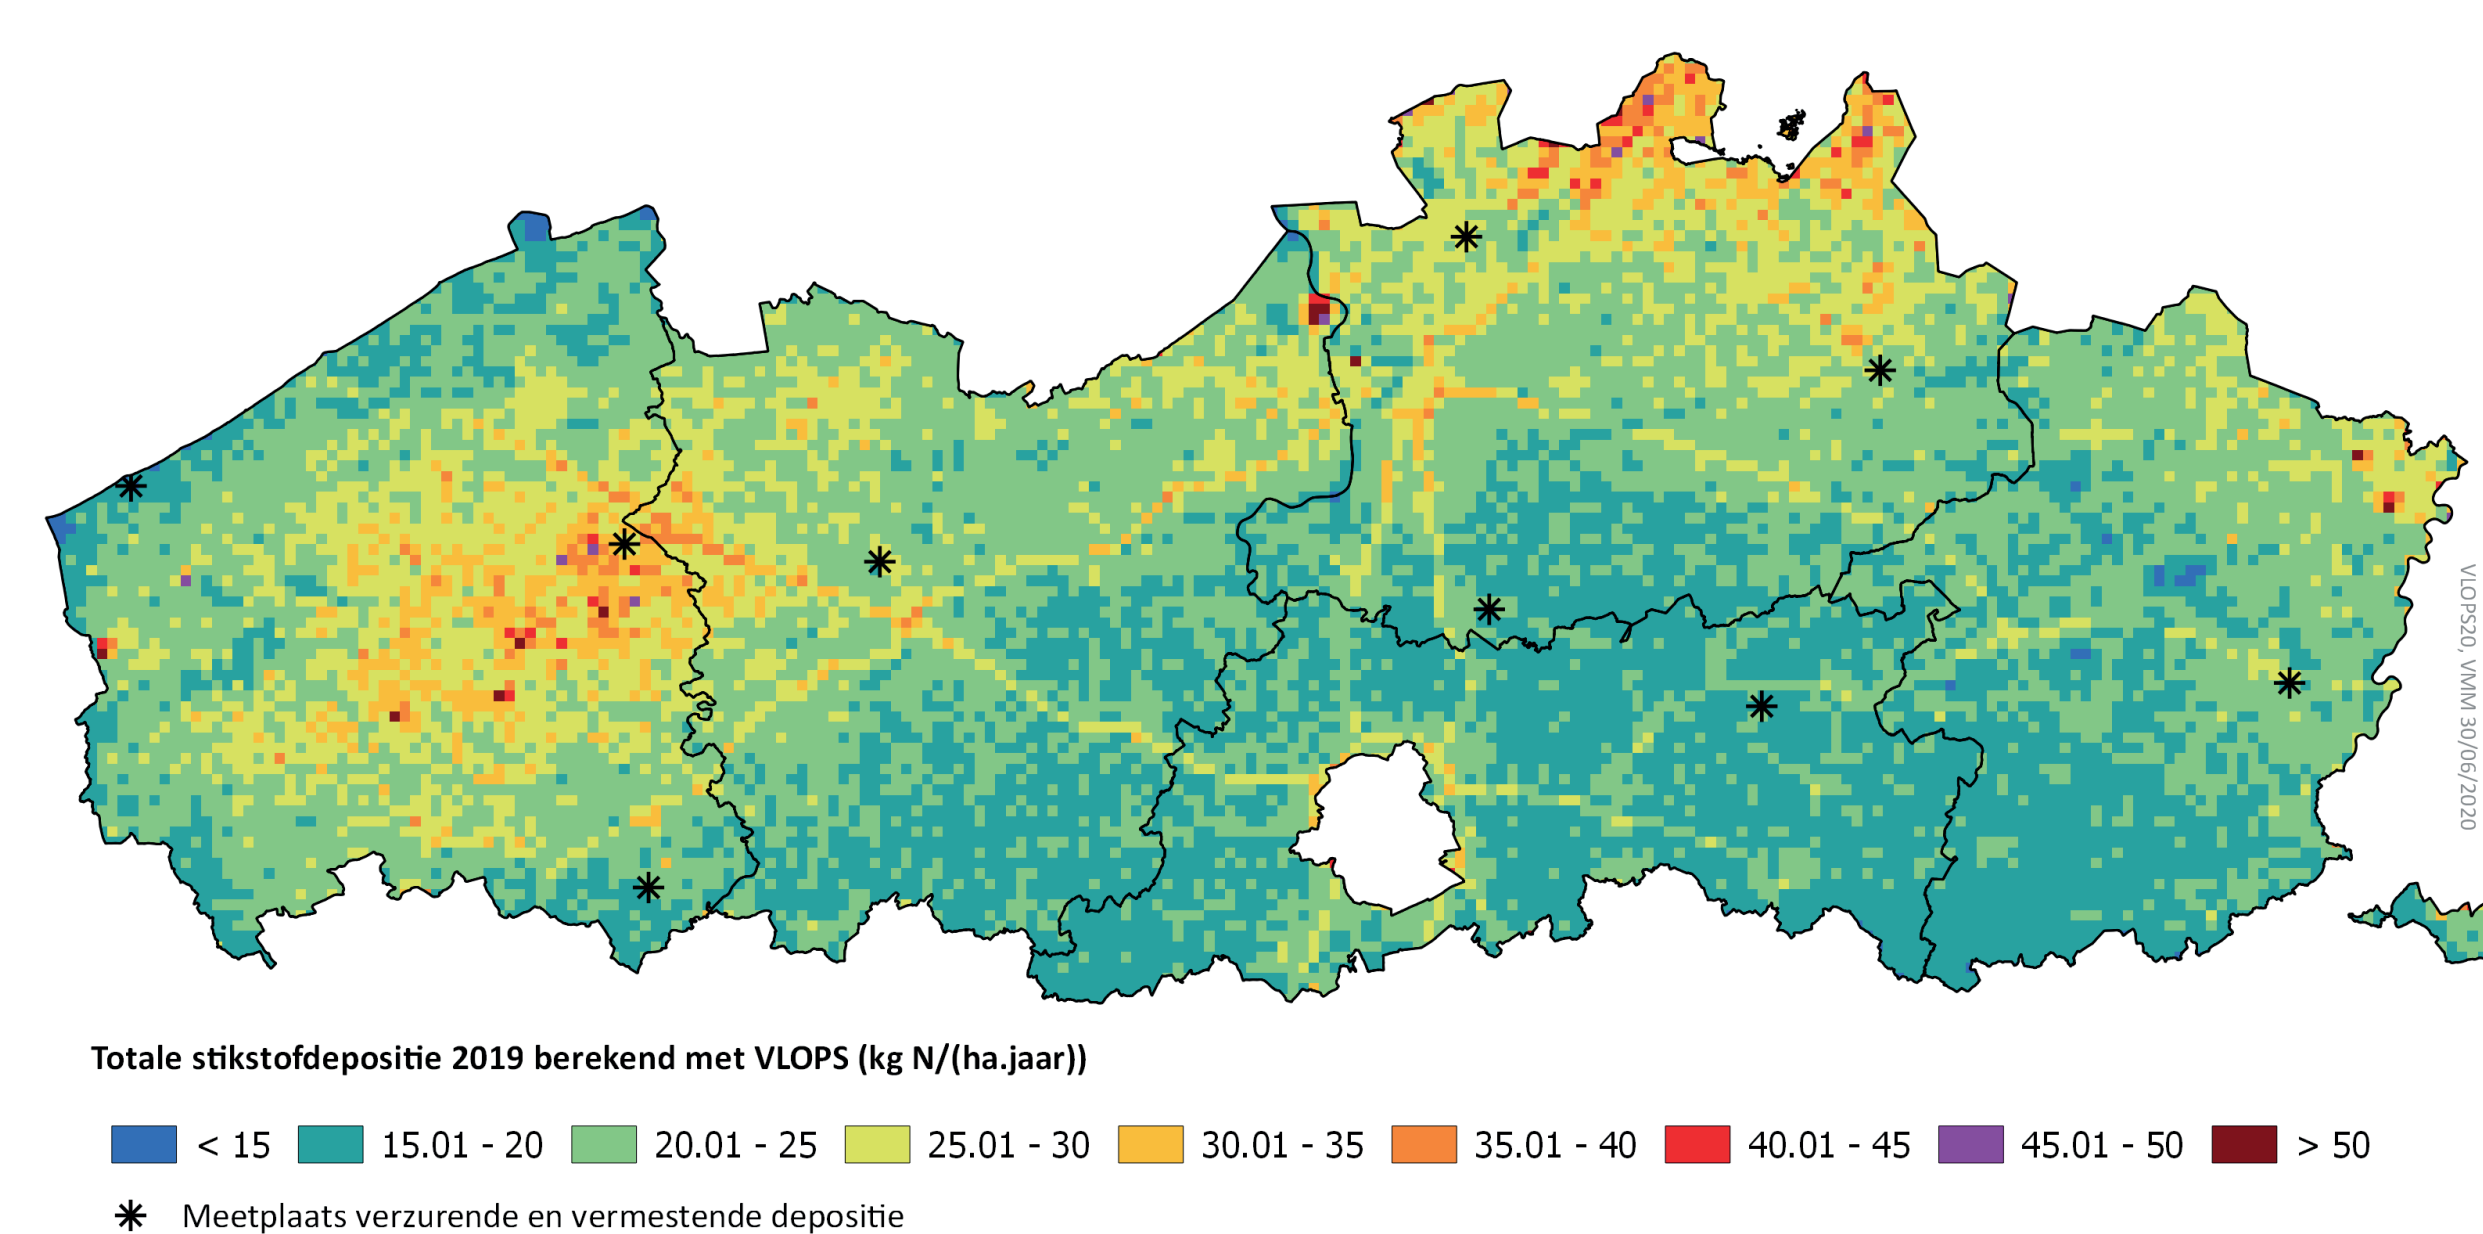 VLOPS20, VMM 30/06/2020
Totale stikstofdepositie 2019 berekend met VLOPS (kg N/(ha.jaar))
< 15 15.01 - 20 20.01 - 25 25.01 - 30 30.01 - 35 35.01 - 40 40.01 - 45 45.01 - 50 > 50
Meetplaats verzurende en vermestende depositie